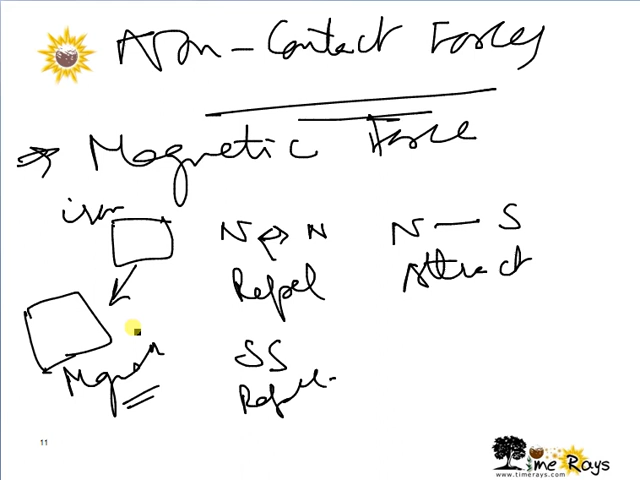 Non-Contact Forces
→ Magnetic Force
iron
N ↔ N
N — S
Repel
Attract
Magnet
SS
Repel
11
Time Rays
www.timerays.com